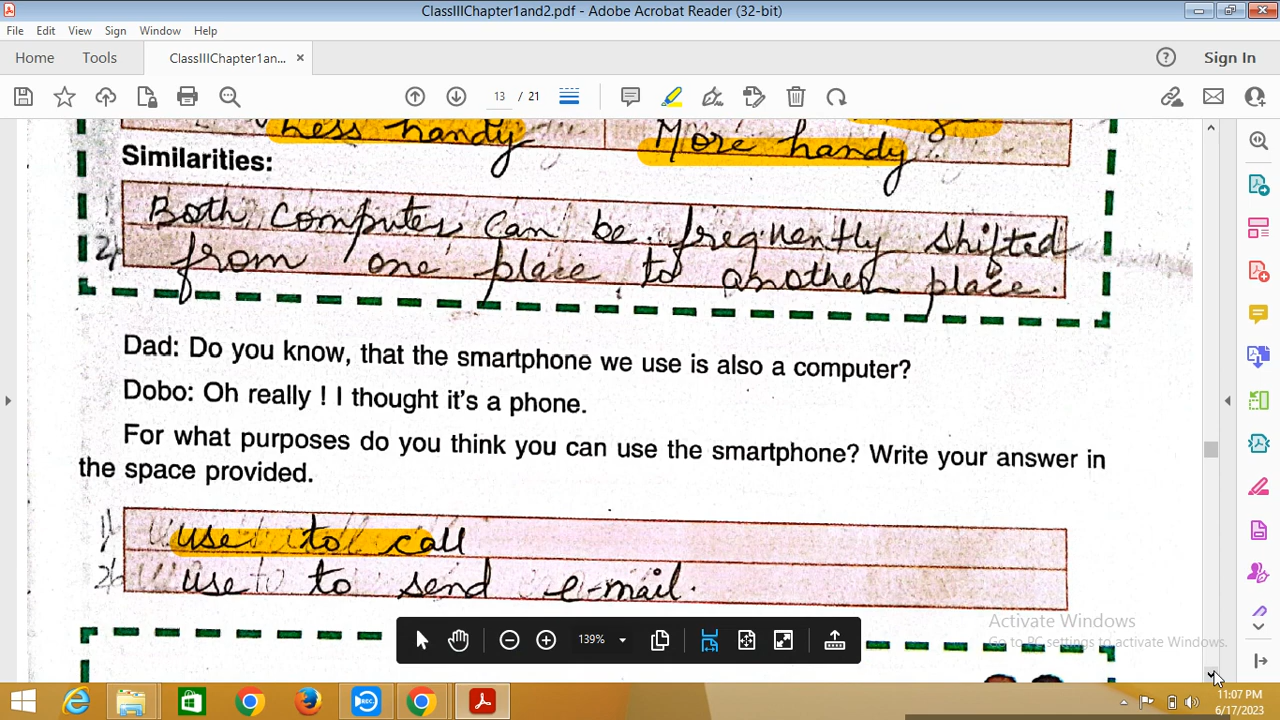 ClassIIIChapter1and2.pdf - Adobe Acrobat Reader (32-bit)
File Edit View Sign Window Help
Home Tools ClassIIIChapter1an... × Sign In
13 / 21
Less handy More handy
Similarities:
Both computers can be frequently shifted
from one place to another place.
Dad: Do you know, that the smartphone we use is also a computer?
Dobo: Oh really ! I thought it's a phone.
For what purposes do you think you can use the smartphone? Write your answer in
the space provided.
1) use to call
2) use to send e-mail.
139%
Activate Windows
Go to PC settings to activate Windows.
REC
11:07 PM
6/17/2023